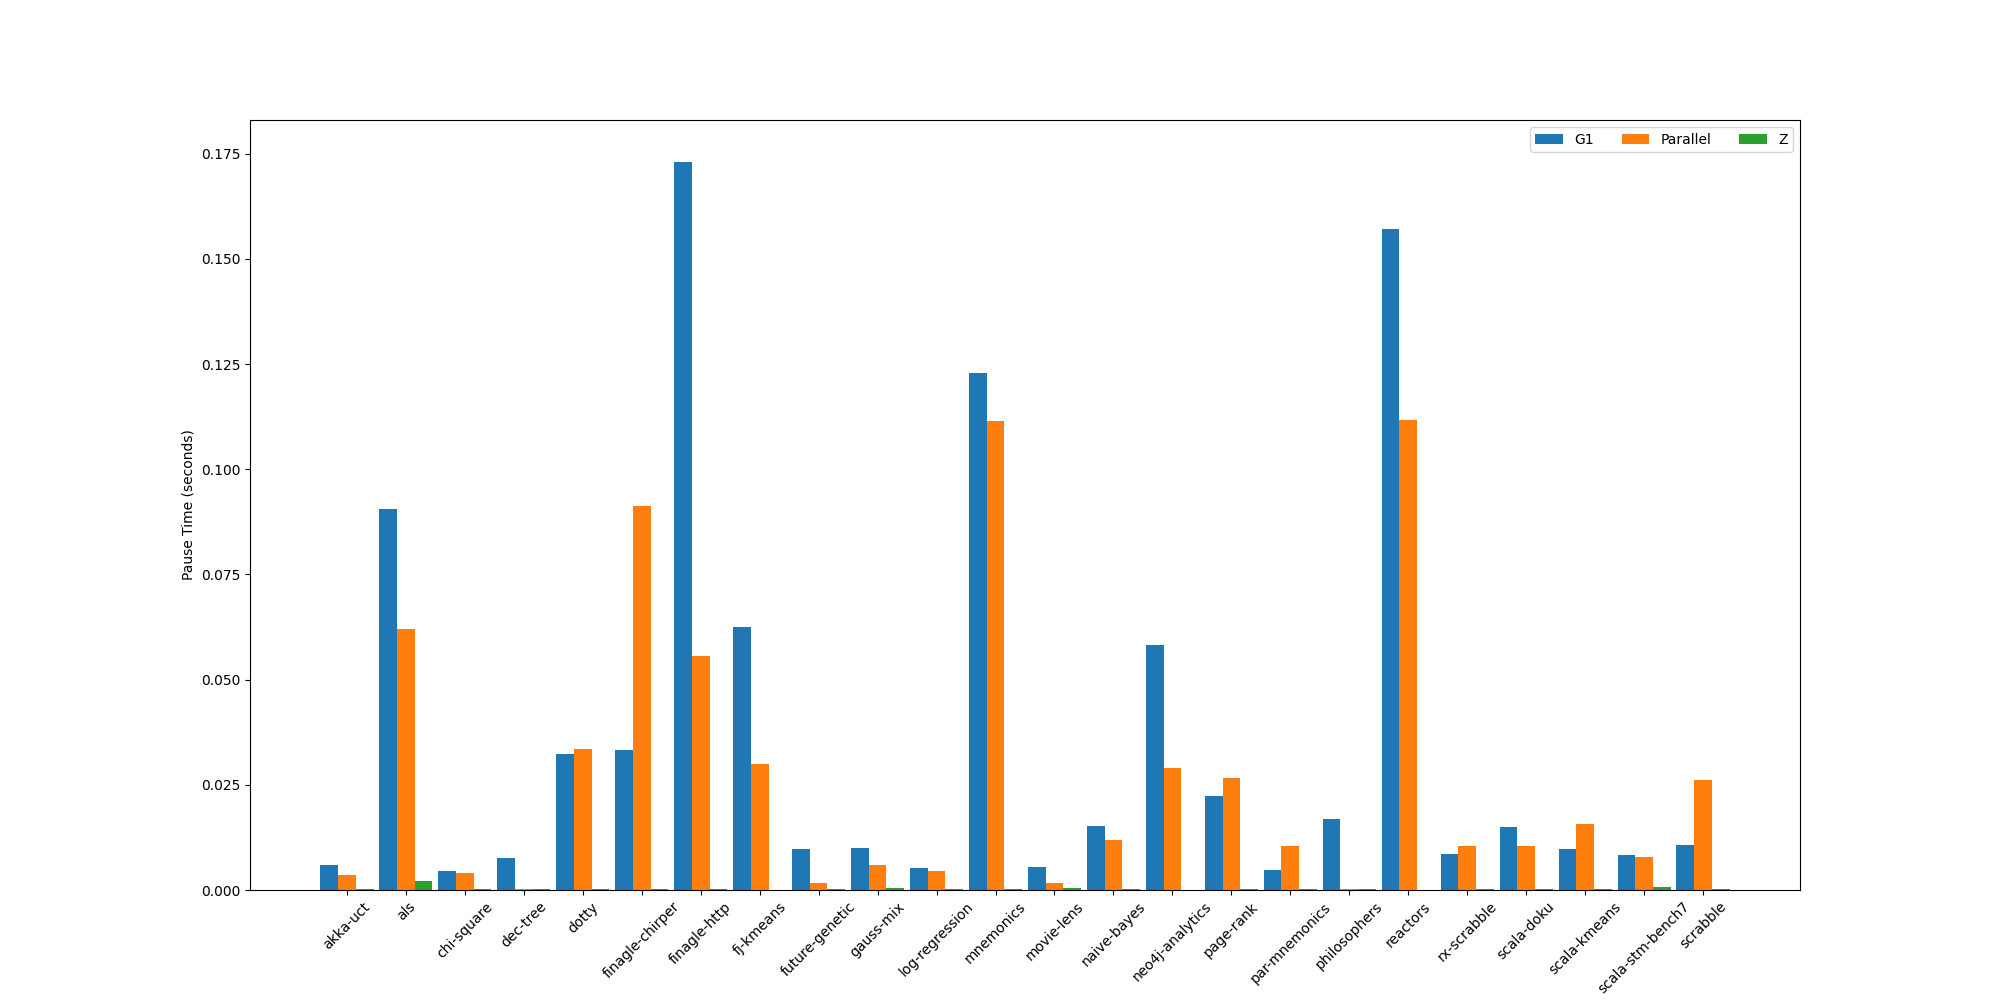 G1 Parallel Z
Pause Time (seconds)
0.175
0.150
0.125
0.100
0.075
0.050
0.025
0.000
akka-uct
als
chi-square
dec-tree
dotty
finagle-chirper
finagle-http
fj-kmeans
future-genetic
gauss-mix
log-regression
mnemonics
movie-lens
naive-bayes
neo4j-analytics
page-rank
par-mnemonics
philosophers
reactors
rx-scrabble
scala-doku
scala-kmeans
scala-stm-bench7
scrabble